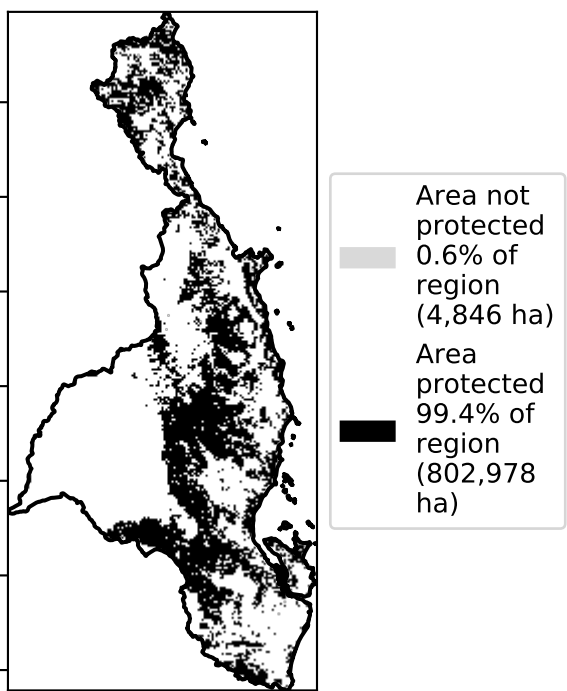 Area not
protected
0.6% of
region
(4,846 ha)
Area
protected
99.4% of
region
(802,978
ha)